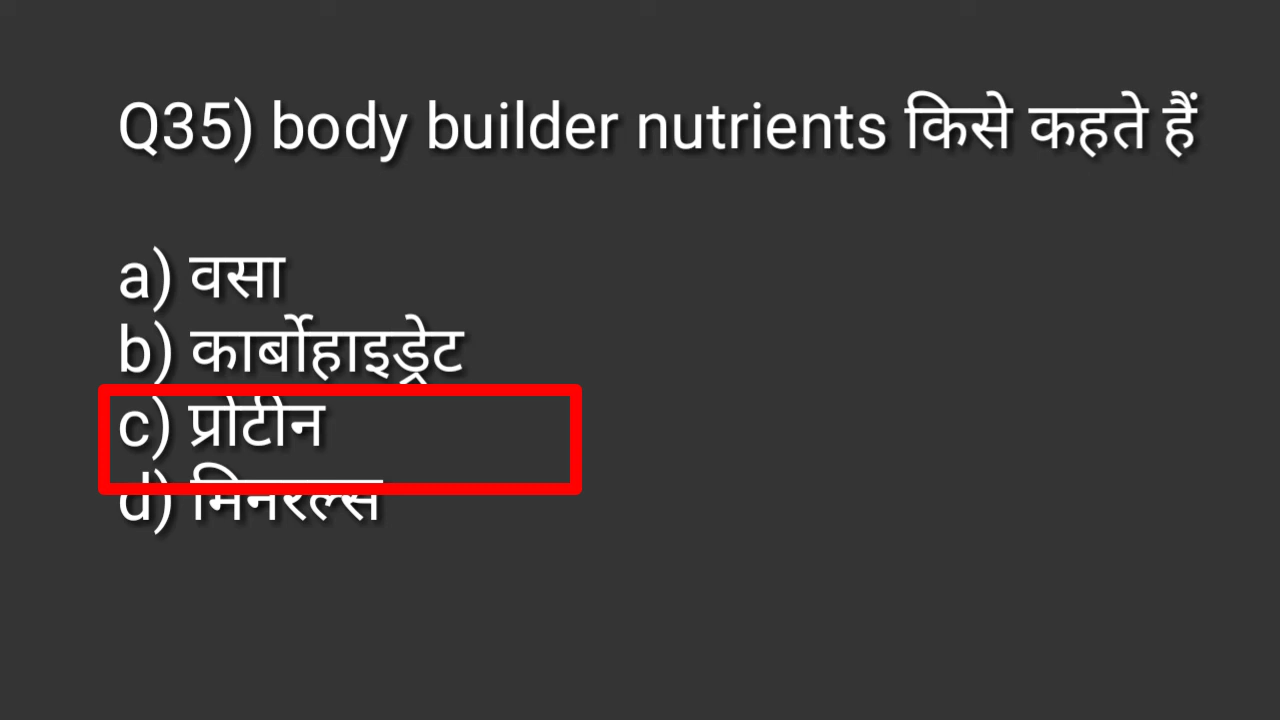 Q35) body builder nutrients किसे कहते हैं
a) वसा
b) कार्बोहाइड्रेट
c) प्रोटीन
d) मिनरल्स